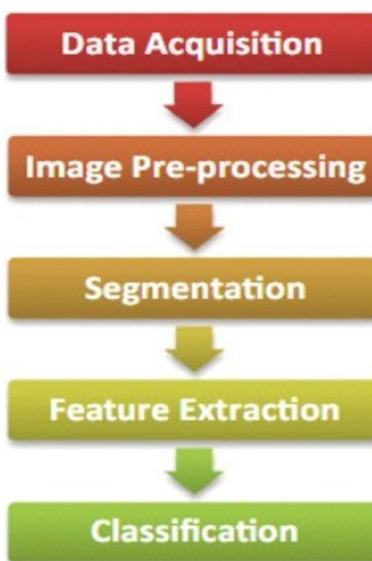 Data Acquisition
Image Pre-processing
Segmentation
Feature Extraction
Classification